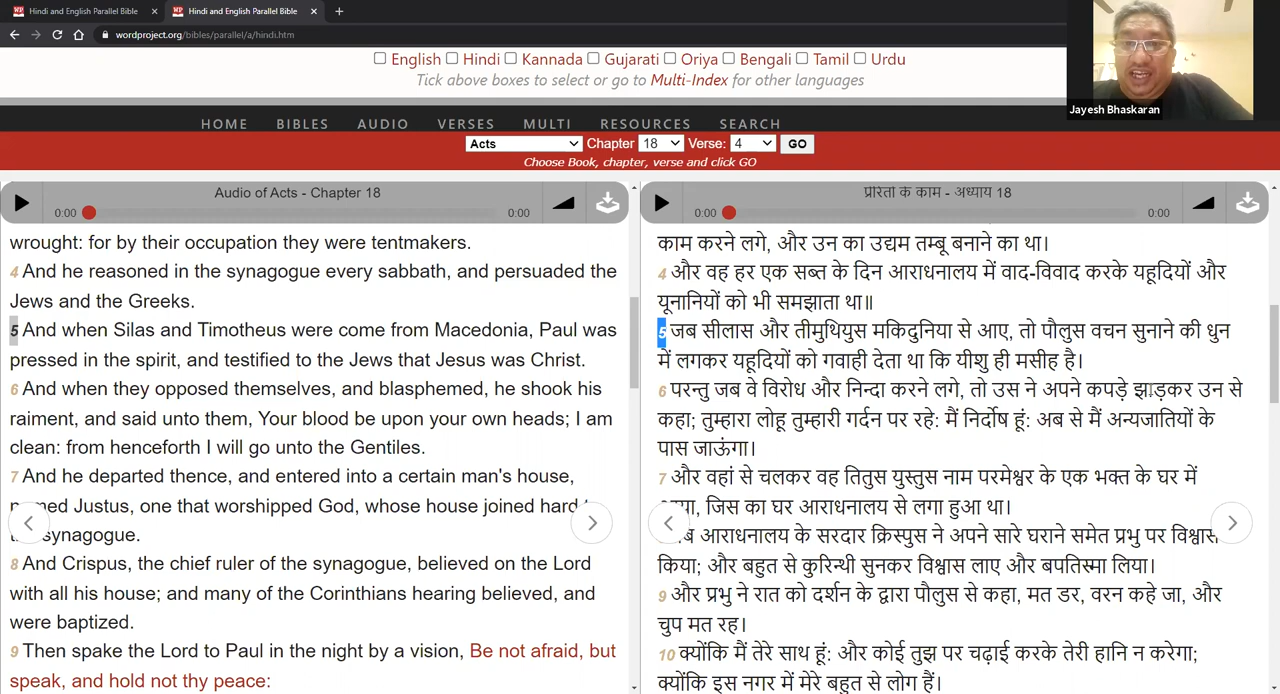 Hindi and English Parallel Bible
Hindi and English Parallel Bible
wordproject.org/bibles/parallel/a/hindi.htm
Jayesh Bhaskaran
English Hindi Kannada Gujarati Oriya Bengali Tamil Urdu
Tick above boxes to select or go to Multi-Index for other languages
HOME BIBLES AUDIO VERSES MULTI RESOURCES SEARCH
Acts Chapter 18 Verse: 4 GO
Choose Book, chapter, verse and click GO
Audio of Acts - Chapter 18
0:00 0:00
wrought: for by their occupation they were tentmakers.
4 And he reasoned in the synagogue every sabbath, and persuaded the
Jews and the Greeks.
5 And when Silas and Timotheus were come from Macedonia, Paul was
pressed in the spirit, and testified to the Jews that Jesus was Christ.
6 And when they opposed themselves, and blasphemed, he shook his
raiment, and said unto them, Your blood be upon your own heads; I am
clean: from henceforth I will go unto the Gentiles.
7 And he departed thence, and entered into a certain man's house,
named Justus, one that worshipped God, whose house joined hard
synagogue.
8 And Crispus, the chief ruler of the synagogue, believed on the Lord
with all his house; and many of the Corinthians hearing believed, and
were baptized.
9 Then spake the Lord to Paul in the night by a vision, Be not afraid, but
speak, and hold not thy peace:
प्रेरितों के काम - अध्याय 18
0:00 0:00
काम करने लगे, और उन का उद्यम तम्बू बनाने का था।
4 और वह हर एक सब्त के दिन आराधनालय में वाद-विवाद करके यहूदियों और
यूनानियों को भी समझाता था॥
5 जब सीलास और तीमुथियुस मकिदुनिया से आए, तो पौलुस वचन सुनाने की धुन
में लगकर यहूदियों को गवाही देता था कि यीशु ही मसीह है।
6 परन्तु जब वे विरोध और निन्दा करने लगे, तो उस ने अपने कपड़े झाड़कर उन से
कहा; तुम्हारा लोहू तुम्हारी गर्दन पर रहे: मैं निर्दोष हूं: अब से मैं अन्यजातियों के
पास जाऊंगा।
7 और वहां से चलकर वह तितुस युस्तुस नाम परमेश्वर के एक भक्त के घर में
जिस का घर आराधनालय से लगा हुआ था।
आराधनालय के सरदार क्रिस्पुस ने अपने सारे घराने समेत प्रभु पर विश्वास
किया; और बहुत से कुरिन्थी सुनकर विश्वास लाए और बपतिस्मा लिया।
9 और प्रभु ने रात को दर्शन के द्वारा पौलुस से कहा, मत डर, वरन कहे जा, और
चुप मत रह।
10 क्योंकि मैं तेरे साथ हूं: और कोई तुझ पर चढ़ाई करके तेरी हानि न करेगा;
क्योंकि इस नगर में मेरे बहुत से लोग हैं।